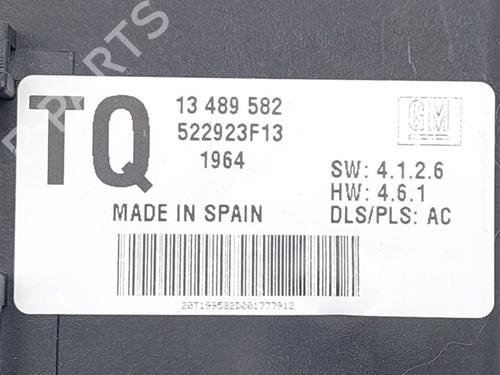 TQ
13 489 582
522923F13
1964
GM
SW: 4.1.2.6
HW: 4.6.1
DLS/PLS: AC
MADE IN SPAIN
20T199582D001777912
PARTS